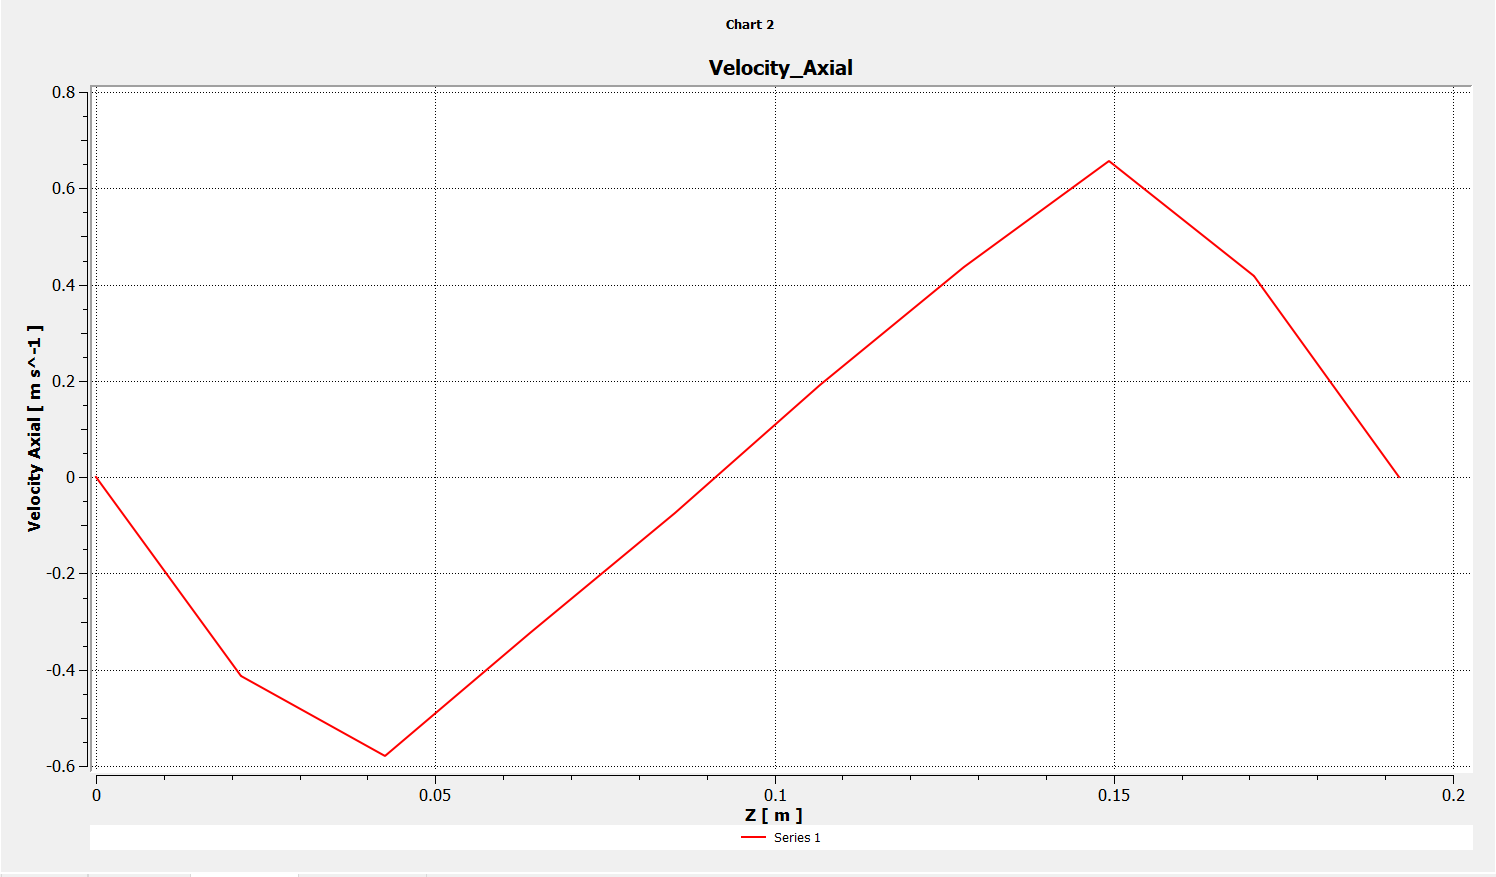 Chart 2
Velocity_Axial
0.8
0.6
0.4
0.2
0
-0.2
-0.4
-0.6
Velocity Axial [ m s^-1 ]
0 0.05 0.1 0.15 0.2
Z [ m ]
Series 1